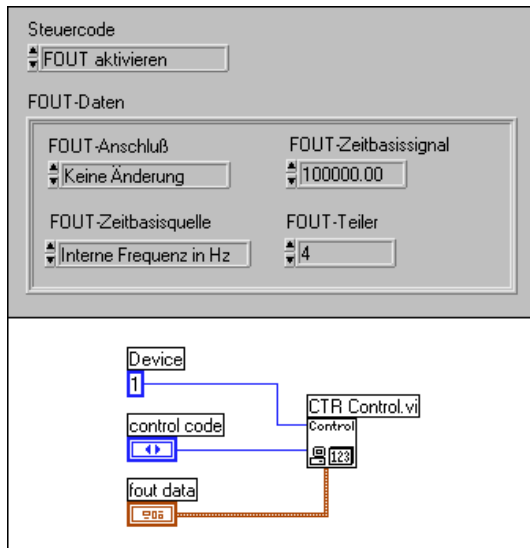 Steuercode
FOUT aktivieren
FOUT-Daten
FOUT-Anschluß
FOUT-Zeitbasissignal
Keine Änderung
100000.00
FOUT-Zeitbasisquelle
FOUT-Teiler
Interne Frequenz in Hz
4
Device
1
CTR Control.vi
control code
Control
123
fout data